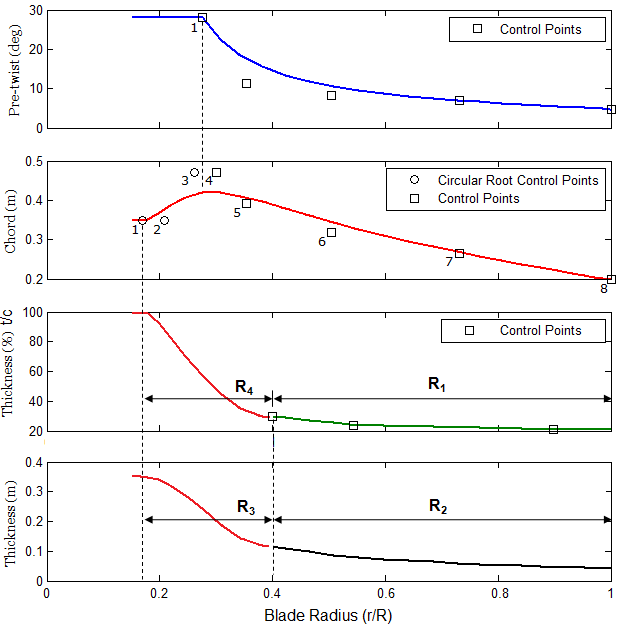 30
20
10
0
Pre-twist (deg)
1
Control Points
0.5
0.4
0.3
0.2
Chord (m)
1
2
3
4
5
6
7
8
Circular Root Control Points
Control Points
100
80
60
40
20
Thickness (%) t/c
Control Points
R4
R1
0.4
0.3
0.2
0.1
0
Thickness (m)
R3
R2
0
0.2
0.4
0.6
0.8
1
Blade Radius (r/R)